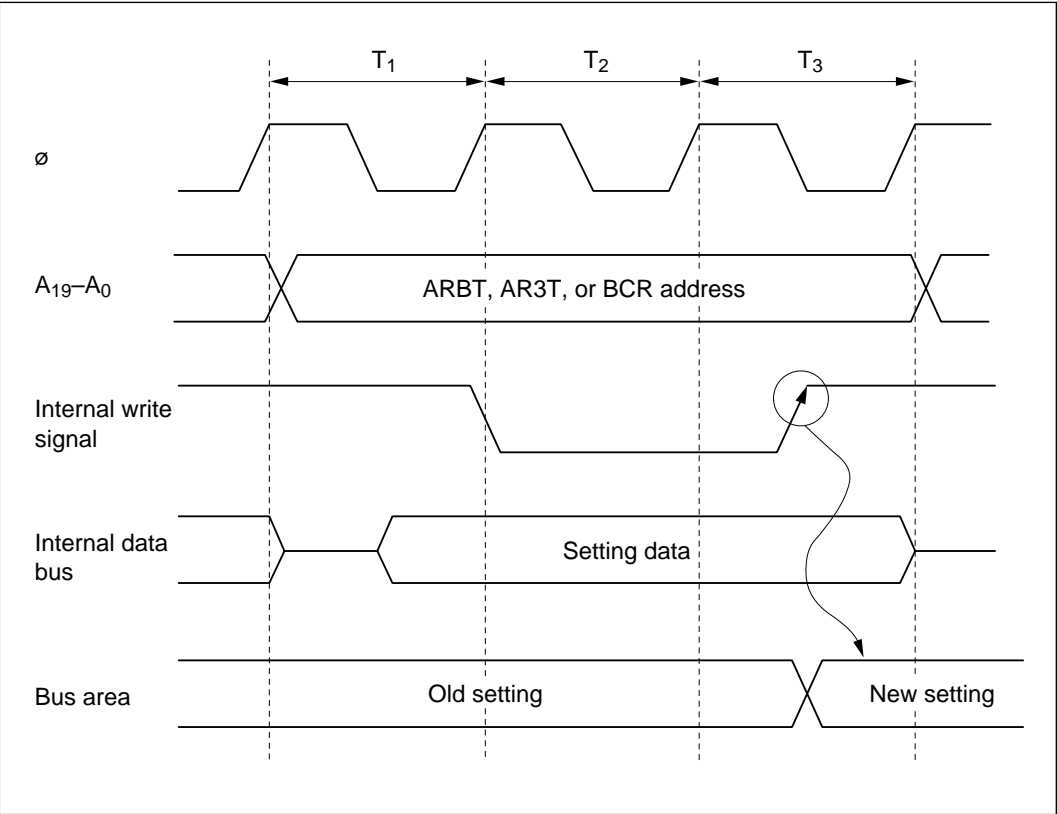 T₁ T₂ T₃
ø
A₁₉–A₀
ARBT, AR3T, or BCR address
Internal write
signal
Internal data
bus
Setting data
Bus area
Old setting
New setting